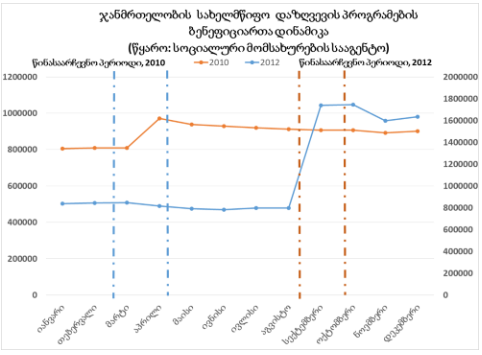 ჯანმრთელობის სახელმწიფო დაზღვევის პროგრამების
ბენეფიციართა დინამიკა
(წყარო: სოციალური მომსახურების სააგენტო)
წინასაარჩევნო პერიოდი, 2010
2010
2012
წინასაარჩევნო პერიოდი, 2012
1200000
1000000
800000
600000
400000
200000
0
2000000
1800000
1600000
1400000
1200000
1000000
800000
600000
400000
200000
0
იანვარი
თებერვალი
მარტი
აპრილი
მაისი
ივნისი
ივლისი
აგვისტო
სექტემბერი
ოქტომბერი
ნოემბერი
დეკემბერი